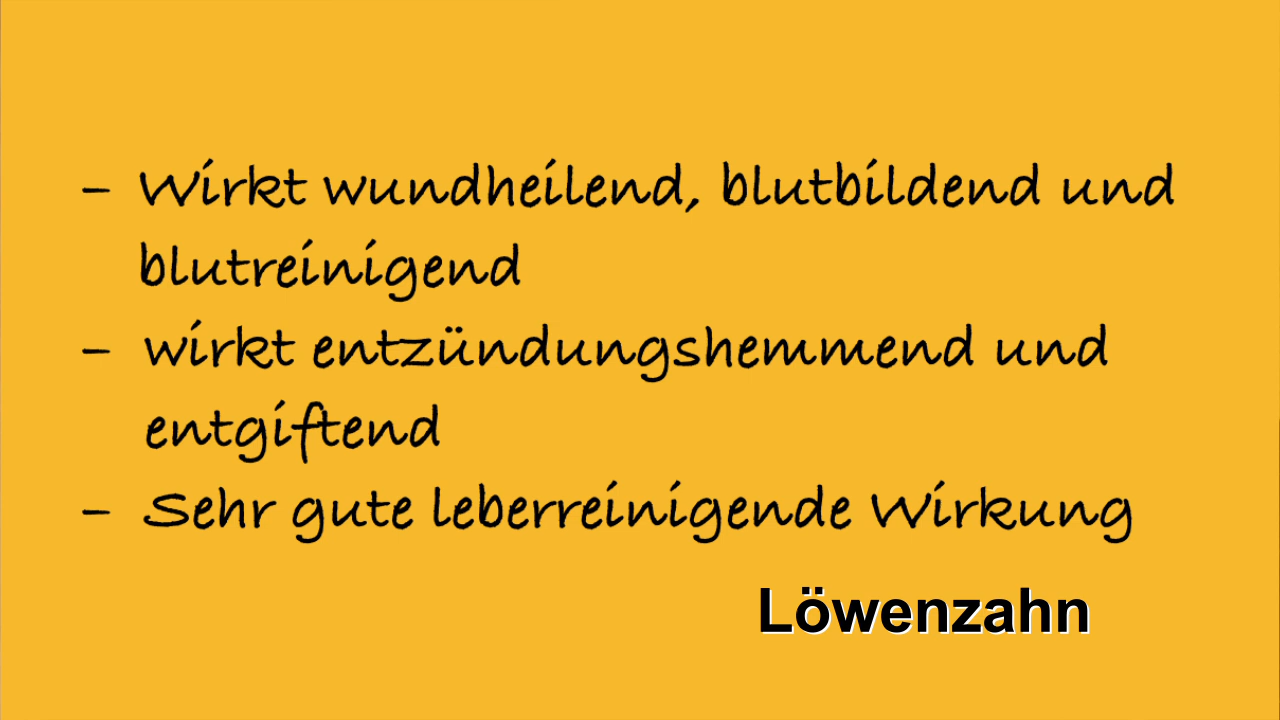 – Wirkt wundheilend, blutbildend und
blutreinigend
– wirkt entzündungshemmend und
entgiftend
– Sehr gute leberreinigende Wirkung
Löwenzahn